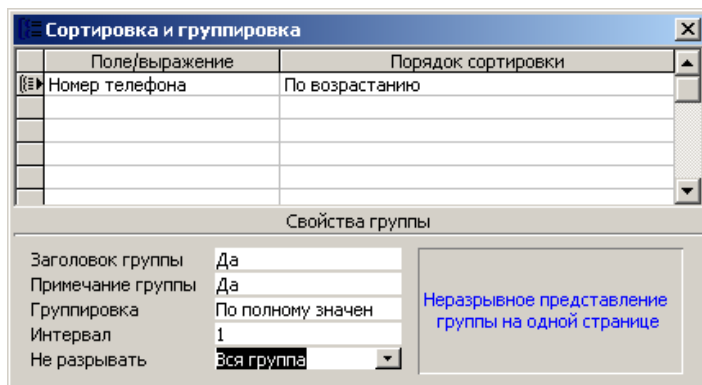 Сортировка и группировка
Поле/выражение Порядок сортировки
Номер телефона По возрастанию
Свойства группы
Заголовок группы Да
Примечание группы Да
Группировка По полному значен
Интервал 1
Не разрывать Вся группа
Неразрывное представление
группы на одной странице